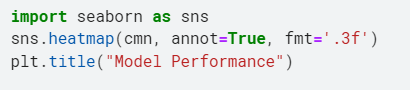 import seaborn as sns
sns.heatmap(cmn, annot=True, fmt='.3f')
plt.title("Model Performance")